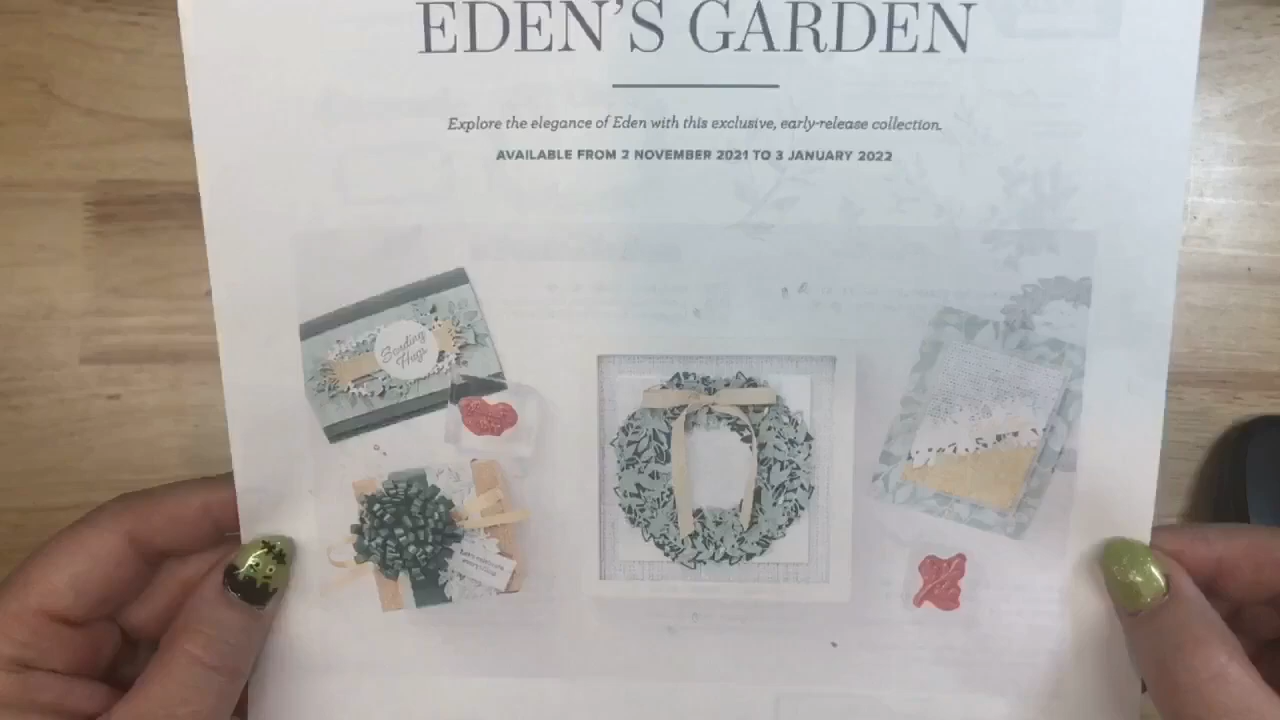 EDEN'S GARDEN
Explore the elegance of Eden with this exclusive, early-release collection.
AVAILABLE FROM 2 NOVEMBER 2021 TO 3 JANUARY 2022
Sending
Hugs